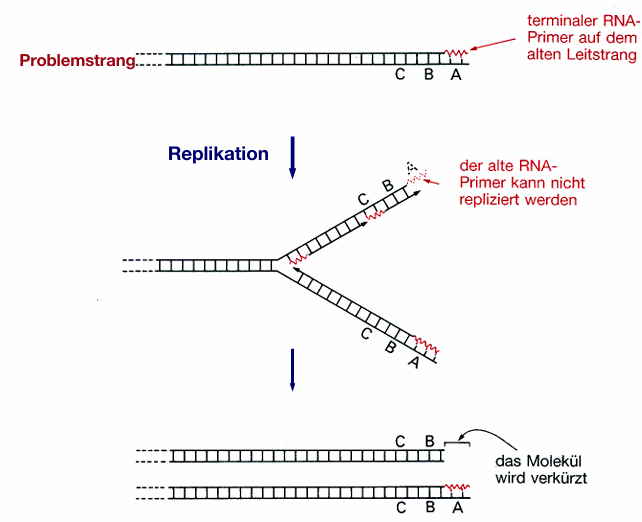 terminaler RNA-
Primer auf dem
alten Leitstrang
Problemstrang
C B A
Replikation
der alte RNA-
Primer kann nicht
repliziert werden
A
B
C
C
B
A
C B
das Molekül
wird verkürzt
C B A